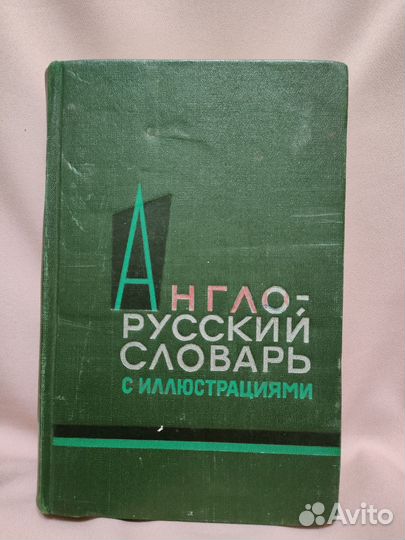 Англо-
русский
словарь
с иллюстрациями
Avito